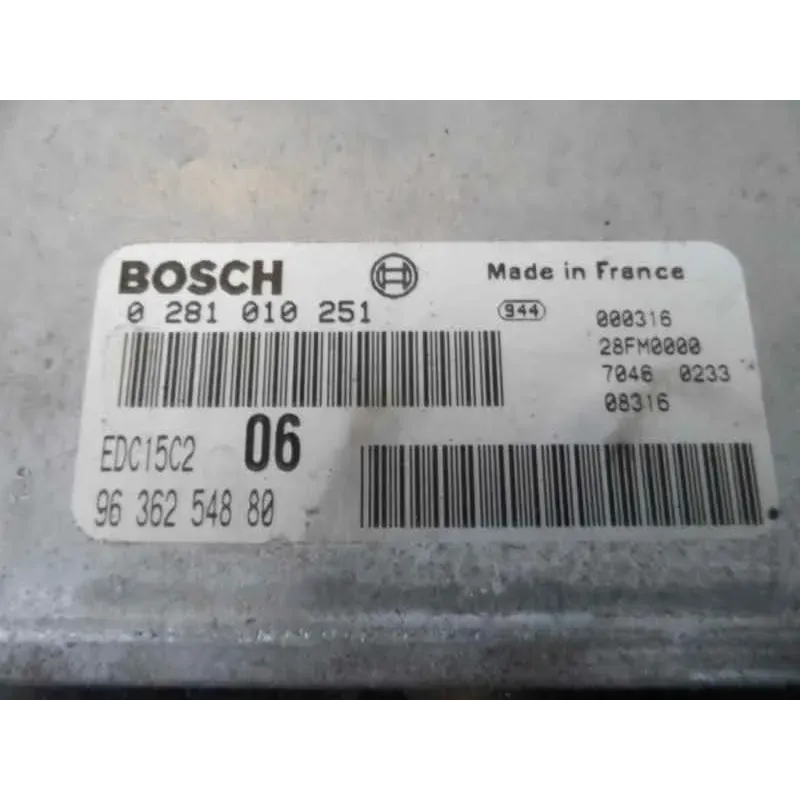 BOSCH
Made in France
0 281 010 251
944
000316
28FM0000
7046 0233
08316
EDC15C2 06
96 362 548 80